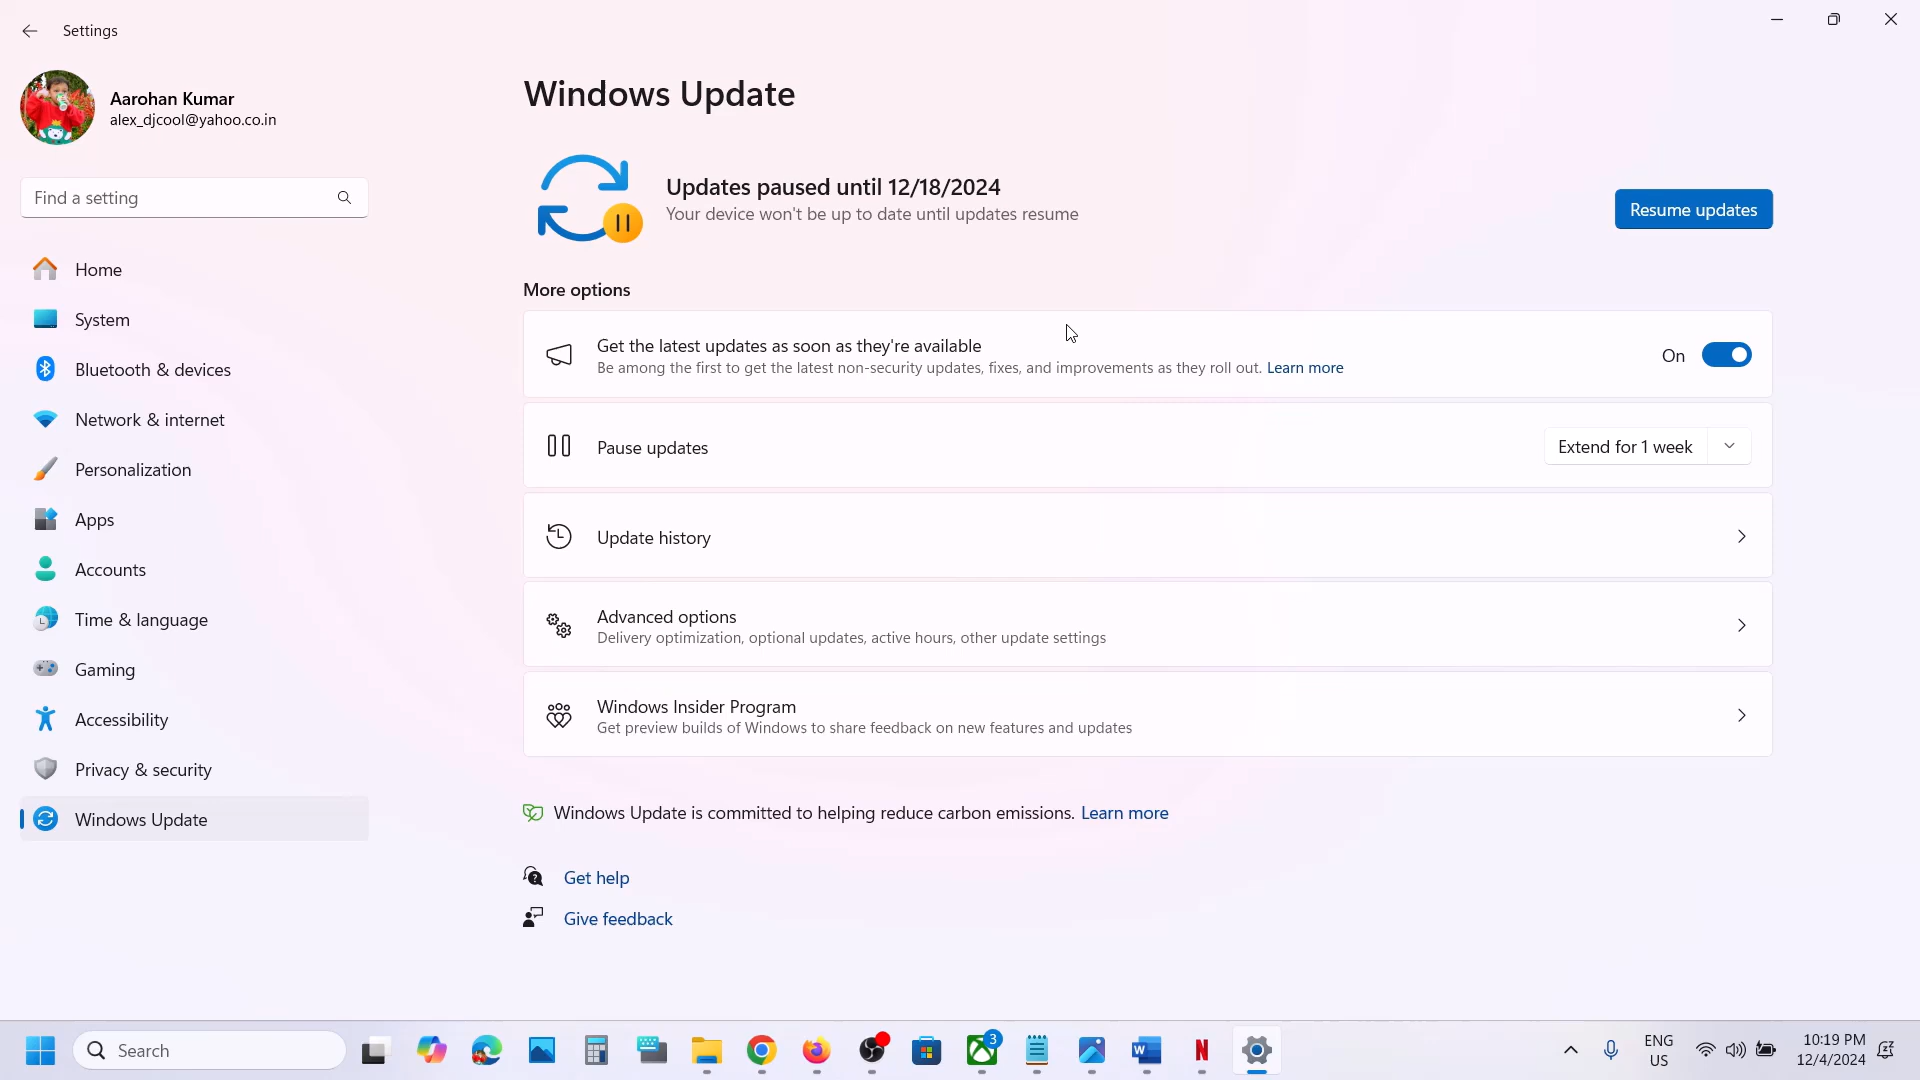 Settings
Aarohan Kumar
alex_djcool@yahoo.co.in
Find a setting
Home
System
Bluetooth & devices
Network & internet
Personalization
Apps
Accounts
Time & language
Gaming
Accessibility
Privacy & security
Windows Update
Windows Update
Updates paused until 12/18/2024
Your device won't be up to date until updates resume
Resume updates
More options
Get the latest updates as soon as they're available
Be among the first to get the latest non-security updates, fixes, and improvements as they roll out. Learn more
On
Pause updates
Extend for 1 week
Update history
Advanced options
Delivery optimization, optional updates, active hours, other update settings
Windows Insider Program
Get preview builds of Windows to share feedback on new features and updates
Windows Update is committed to helping reduce carbon emissions. Learn more
Get help
Give feedback
Search
3
W
N
ENG
US
10:19 PM
12/4/2024